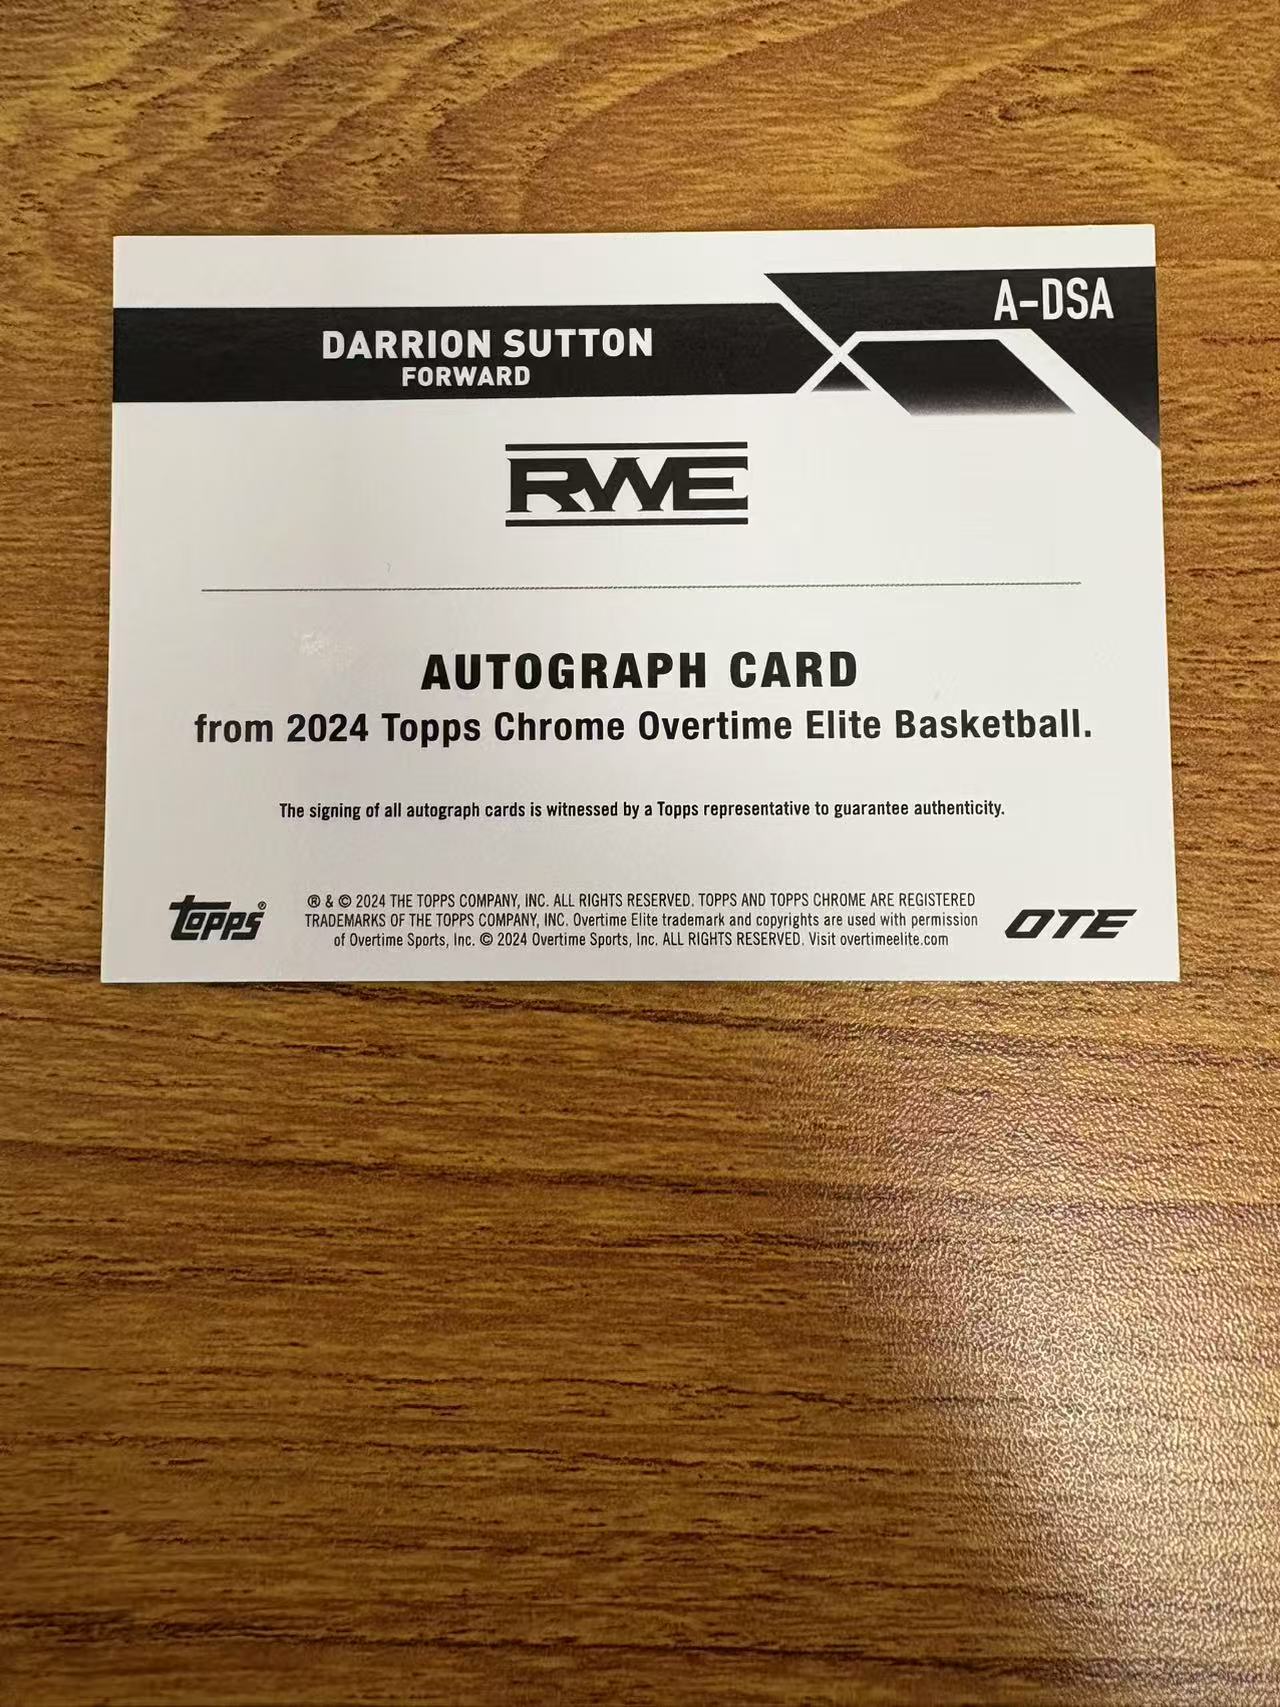 A-DSA
DARRION SUTTON
FORWARD
RWE
AUTOGRAPH CARD
from 2024 Topps Chrome Overtime Elite Basketball.
The signing of all autograph cards is witnessed by a Topps representative to guarantee authenticity.
topps®
® & © 2024 THE TOPPS COMPANY, INC. ALL RIGHTS RESERVED. TOPPS AND TOPPS CHROME ARE REGISTERED
TRADEMARKS OF THE TOPPS COMPANY, INC. Overtime Elite trademark and copyrights are used with permission
of Overtime Sports, Inc. © 2024 Overtime Sports, Inc. ALL RIGHTS RESERVED. Visit overtimeelite.com
OTE